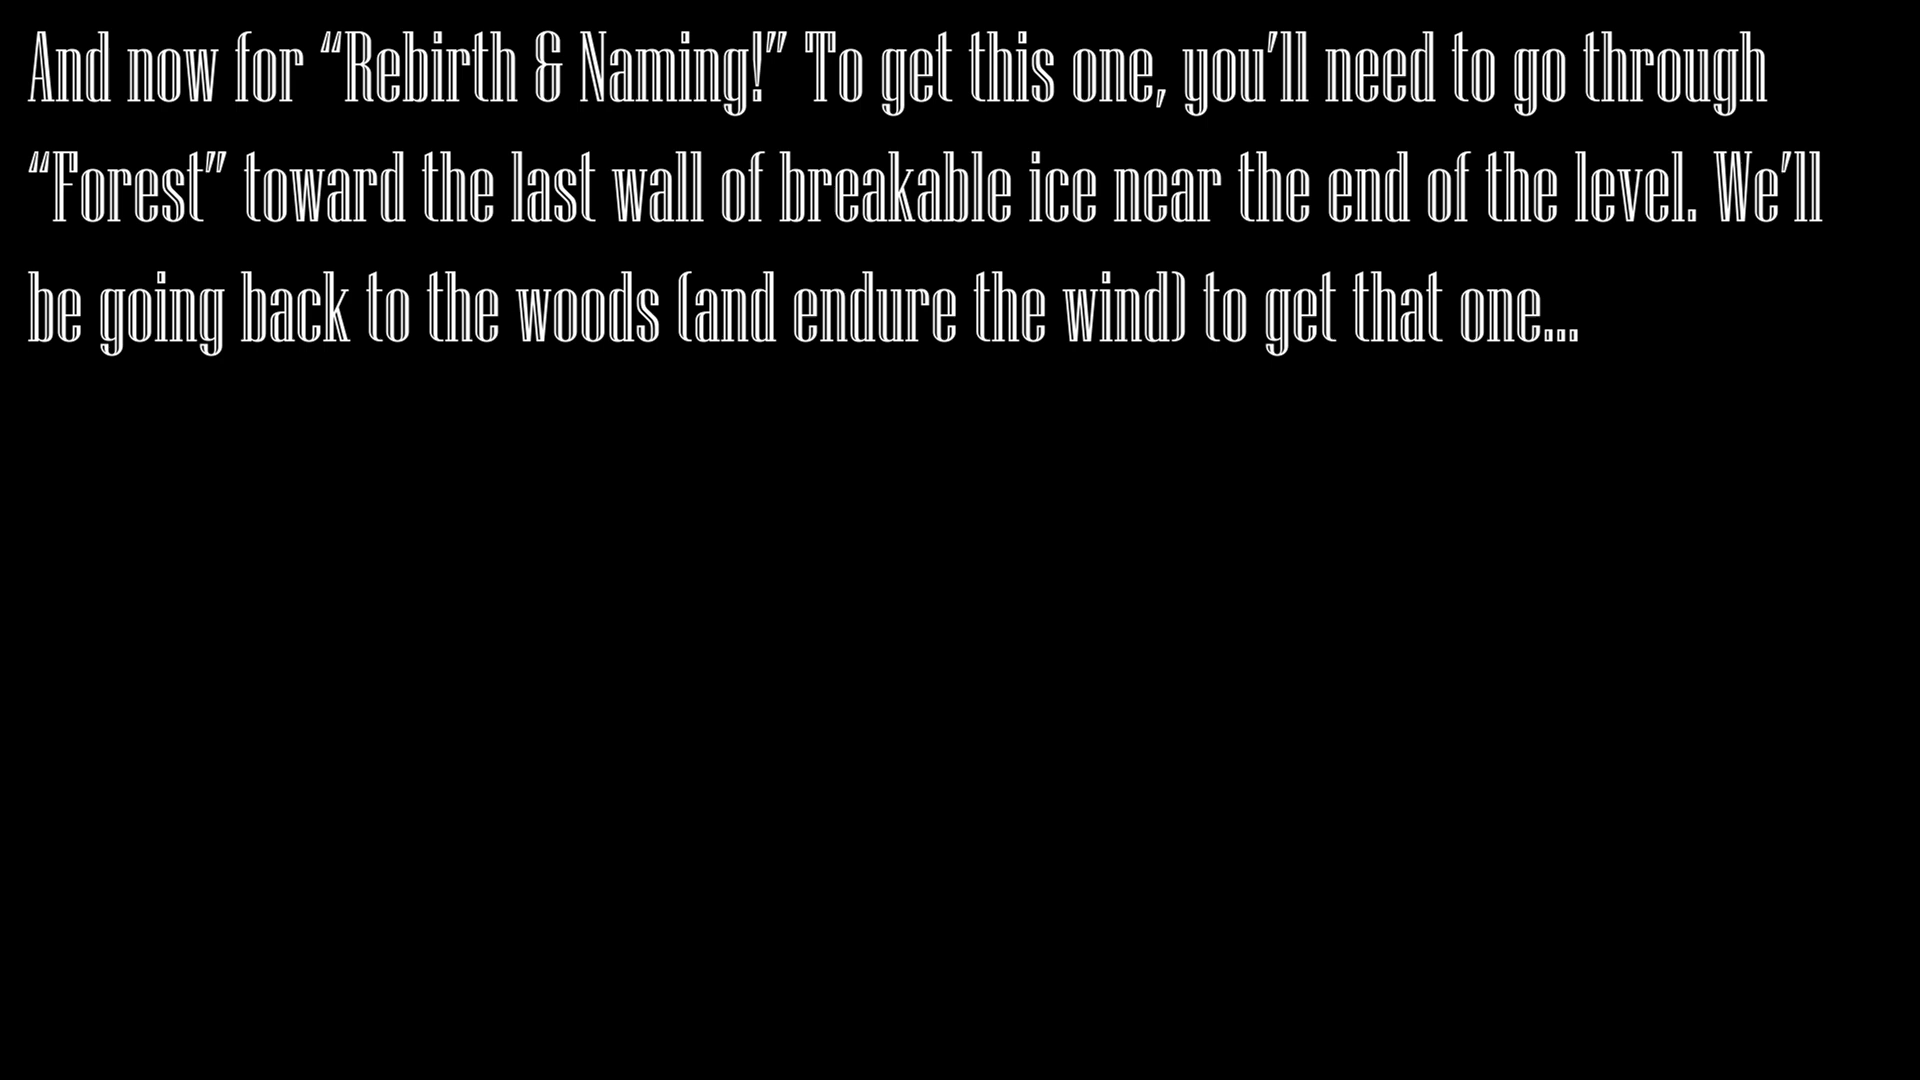 And now for “Rebirth & Naming!” To get this one, you’ll need to go through
“Forest” toward the last wall of breakable ice near the end of the level. We’ll
be going back to the woods (and endure the wind) to get that one...